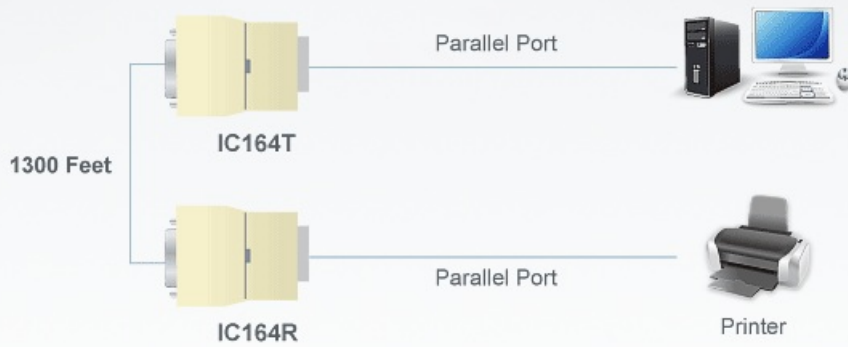 Parallel Port
IC164T
1300 Feet
Parallel Port
IC164R
Printer